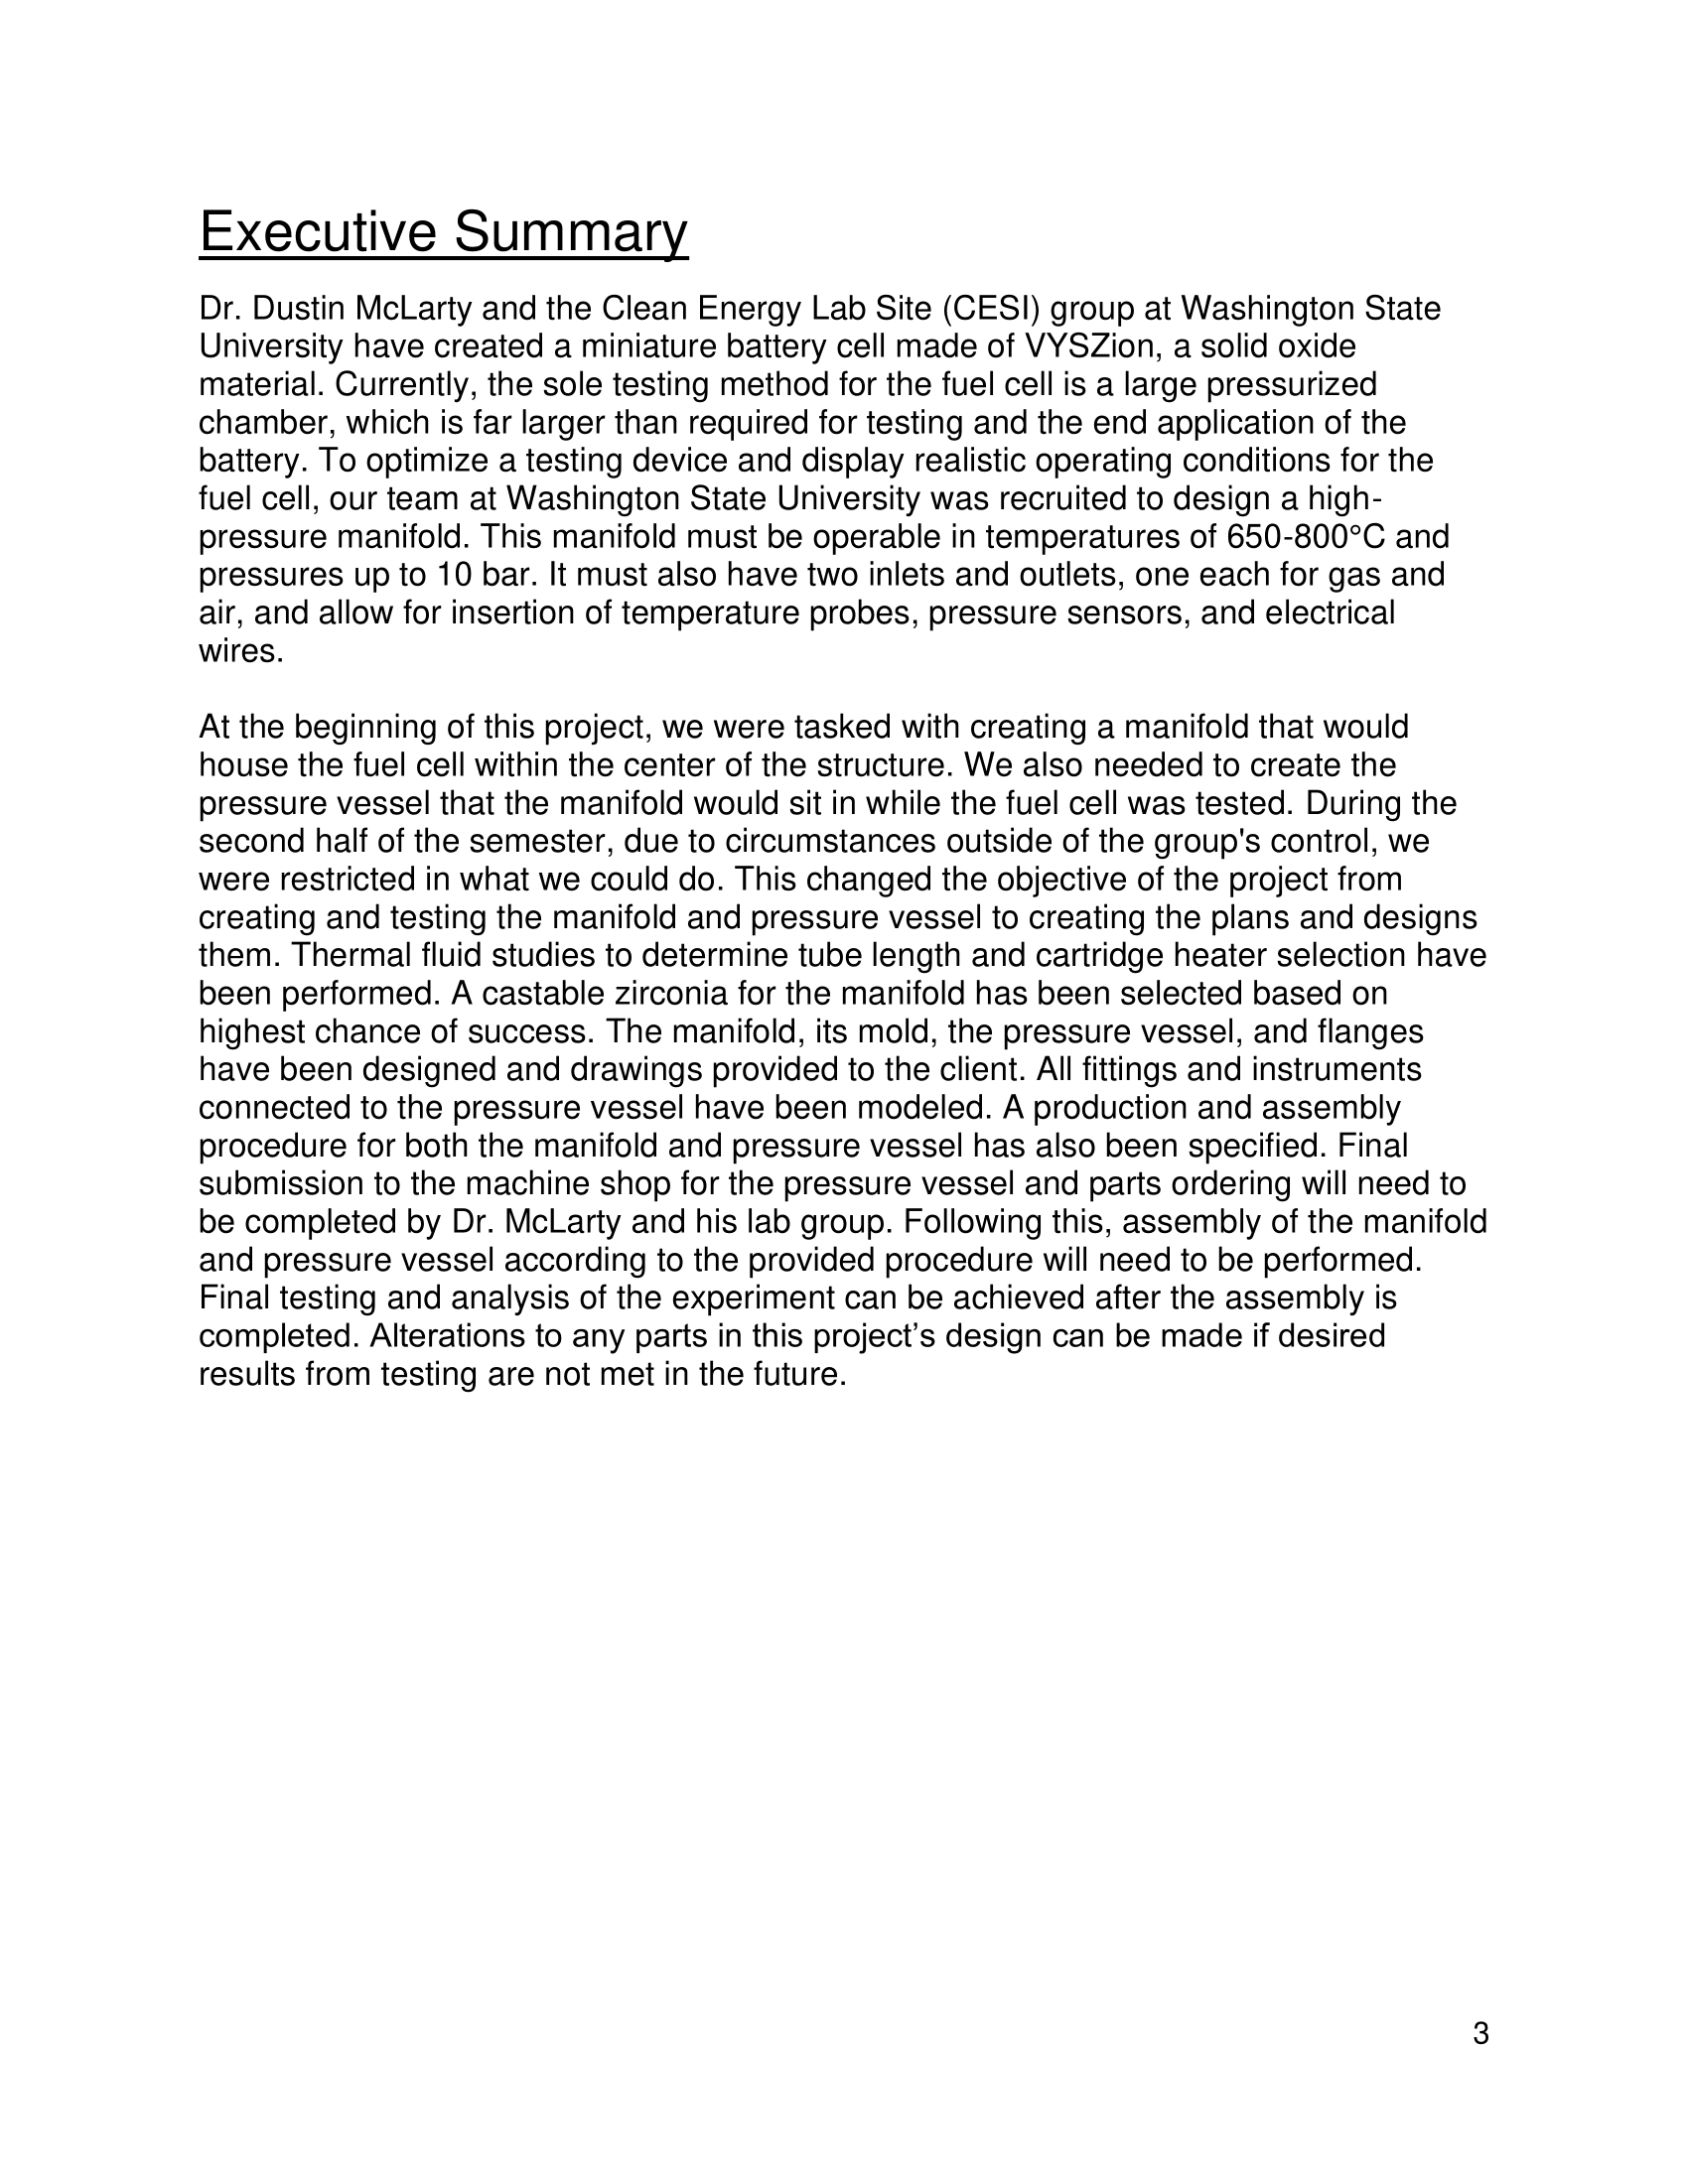 Executive Summary
Dr. Dustin McLarty and the Clean Energy Lab Site (CESI) group at Washington State
University have created a miniature battery cell made of VYSZion, a solid oxide
material. Currently, the sole testing method for the fuel cell is a large pressurized
chamber, which is far larger than required for testing and the end application of the
battery. To optimize a testing device and display realistic operating conditions for the
fuel cell, our team at Washington State University was recruited to design a high-
pressure manifold. This manifold must be operable in temperatures of 650-800°C and
pressures up to 10 bar. It must also have two inlets and outlets, one each for gas and
air, and allow for insertion of temperature probes, pressure sensors, and electrical
wires.
At the beginning of this project, we were tasked with creating a manifold that would
house the fuel cell within the center of the structure. We also needed to create the
pressure vessel that the manifold would sit in while the fuel cell was tested. During the
second half of the semester, due to circumstances outside of the group's control, we
were restricted in what we could do. This changed the objective of the project from
creating and testing the manifold and pressure vessel to creating the plans and designs
them. Thermal fluid studies to determine tube length and cartridge heater selection have
been performed. A castable zirconia for the manifold has been selected based on
highest chance of success. The manifold, its mold, the pressure vessel, and flanges
have been designed and drawings provided to the client. All fittings and instruments
connected to the pressure vessel have been modeled. A production and assembly
procedure for both the manifold and pressure vessel has also been specified. Final
submission to the machine shop for the pressure vessel and parts ordering will need to
be completed by Dr. McLarty and his lab group. Following this, assembly of the manifold
and pressure vessel according to the provided procedure will need to be performed.
Final testing and analysis of the experiment can be achieved after the assembly is
completed. Alterations to any parts in this project’s design can be made if desired
results from testing are not met in the future.
3